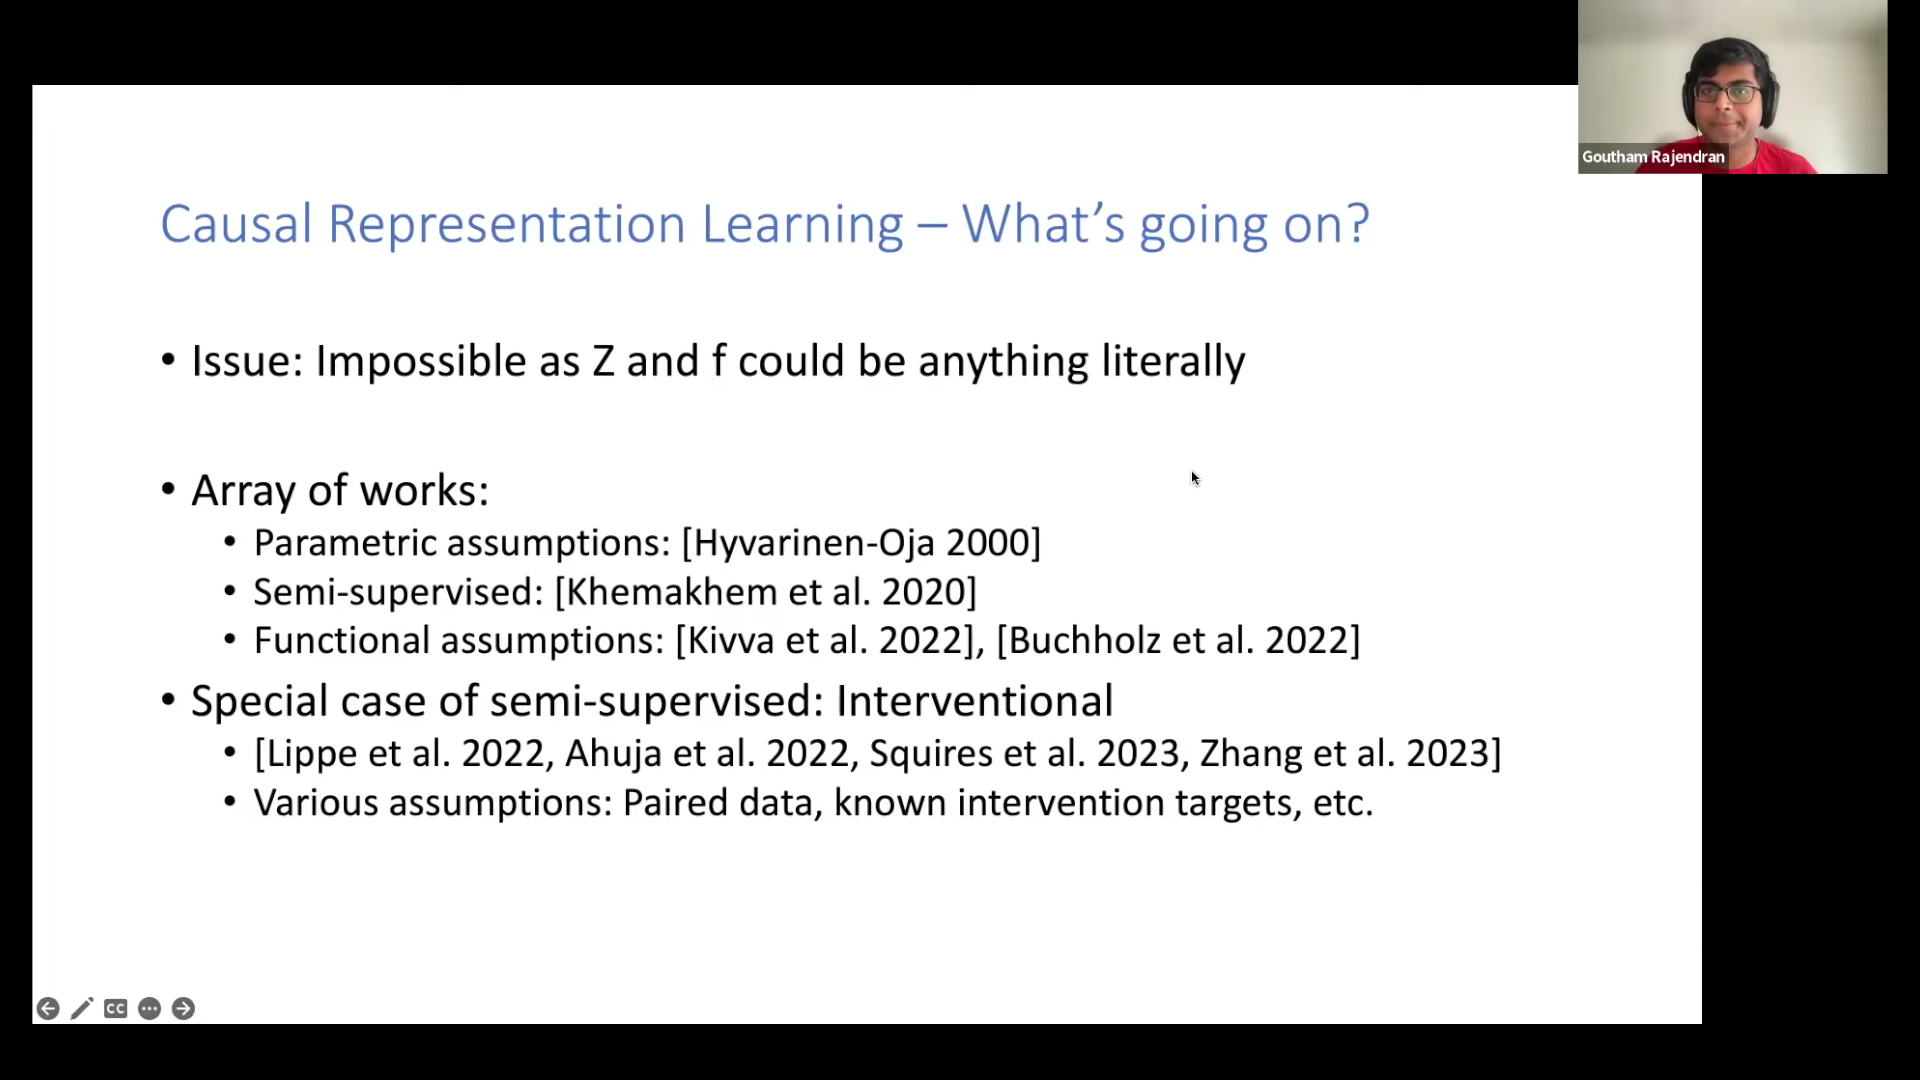 Goutham Rajendran
Causal Representation Learning – What's going on?
• Issue: Impossible as Z and f could be anything literally
• Array of works:
• Parametric assumptions: [Hyvarinen-Oja 2000]
• Semi-supervised: [Khemakhem et al. 2020]
• Functional assumptions: [Kivva et al. 2022], [Buchholz et al. 2022]
• Special case of semi-supervised: Interventional
• [Lippe et al. 2022, Ahuja et al. 2022, Squires et al. 2023, Zhang et al. 2023]
• Various assumptions: Paired data, known intervention targets, etc.
CC